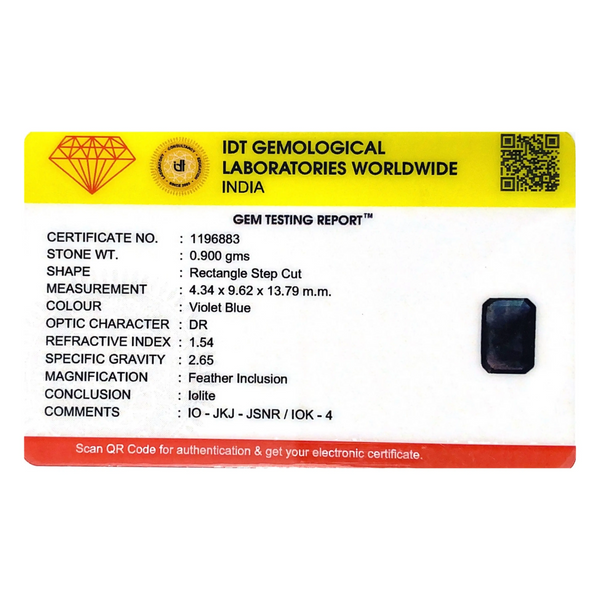 IDT GEMOLOGICAL
LABORATORIES WORLDWIDE
INDIA
GEM TESTING REPORT™
CERTIFICATE NO. : 1196883
STONE WT. : 0.900 gms
SHAPE : Rectangle Step Cut
MEASUREMENT : 4.34 x 9.62 x 13.79 m.m.
COLOUR : Violet Blue
OPTIC CHARACTER : DR
REFRACTIVE INDEX : 1.54
SPECIFIC GRAVITY : 2.65
MAGNIFICATION : Feather Inclusion
CONCLUSION : Iolite
COMMENTS : IO - JKJ - JSNR / IOK - 4
Scan QR Code for authentication & get your electronic certificate.